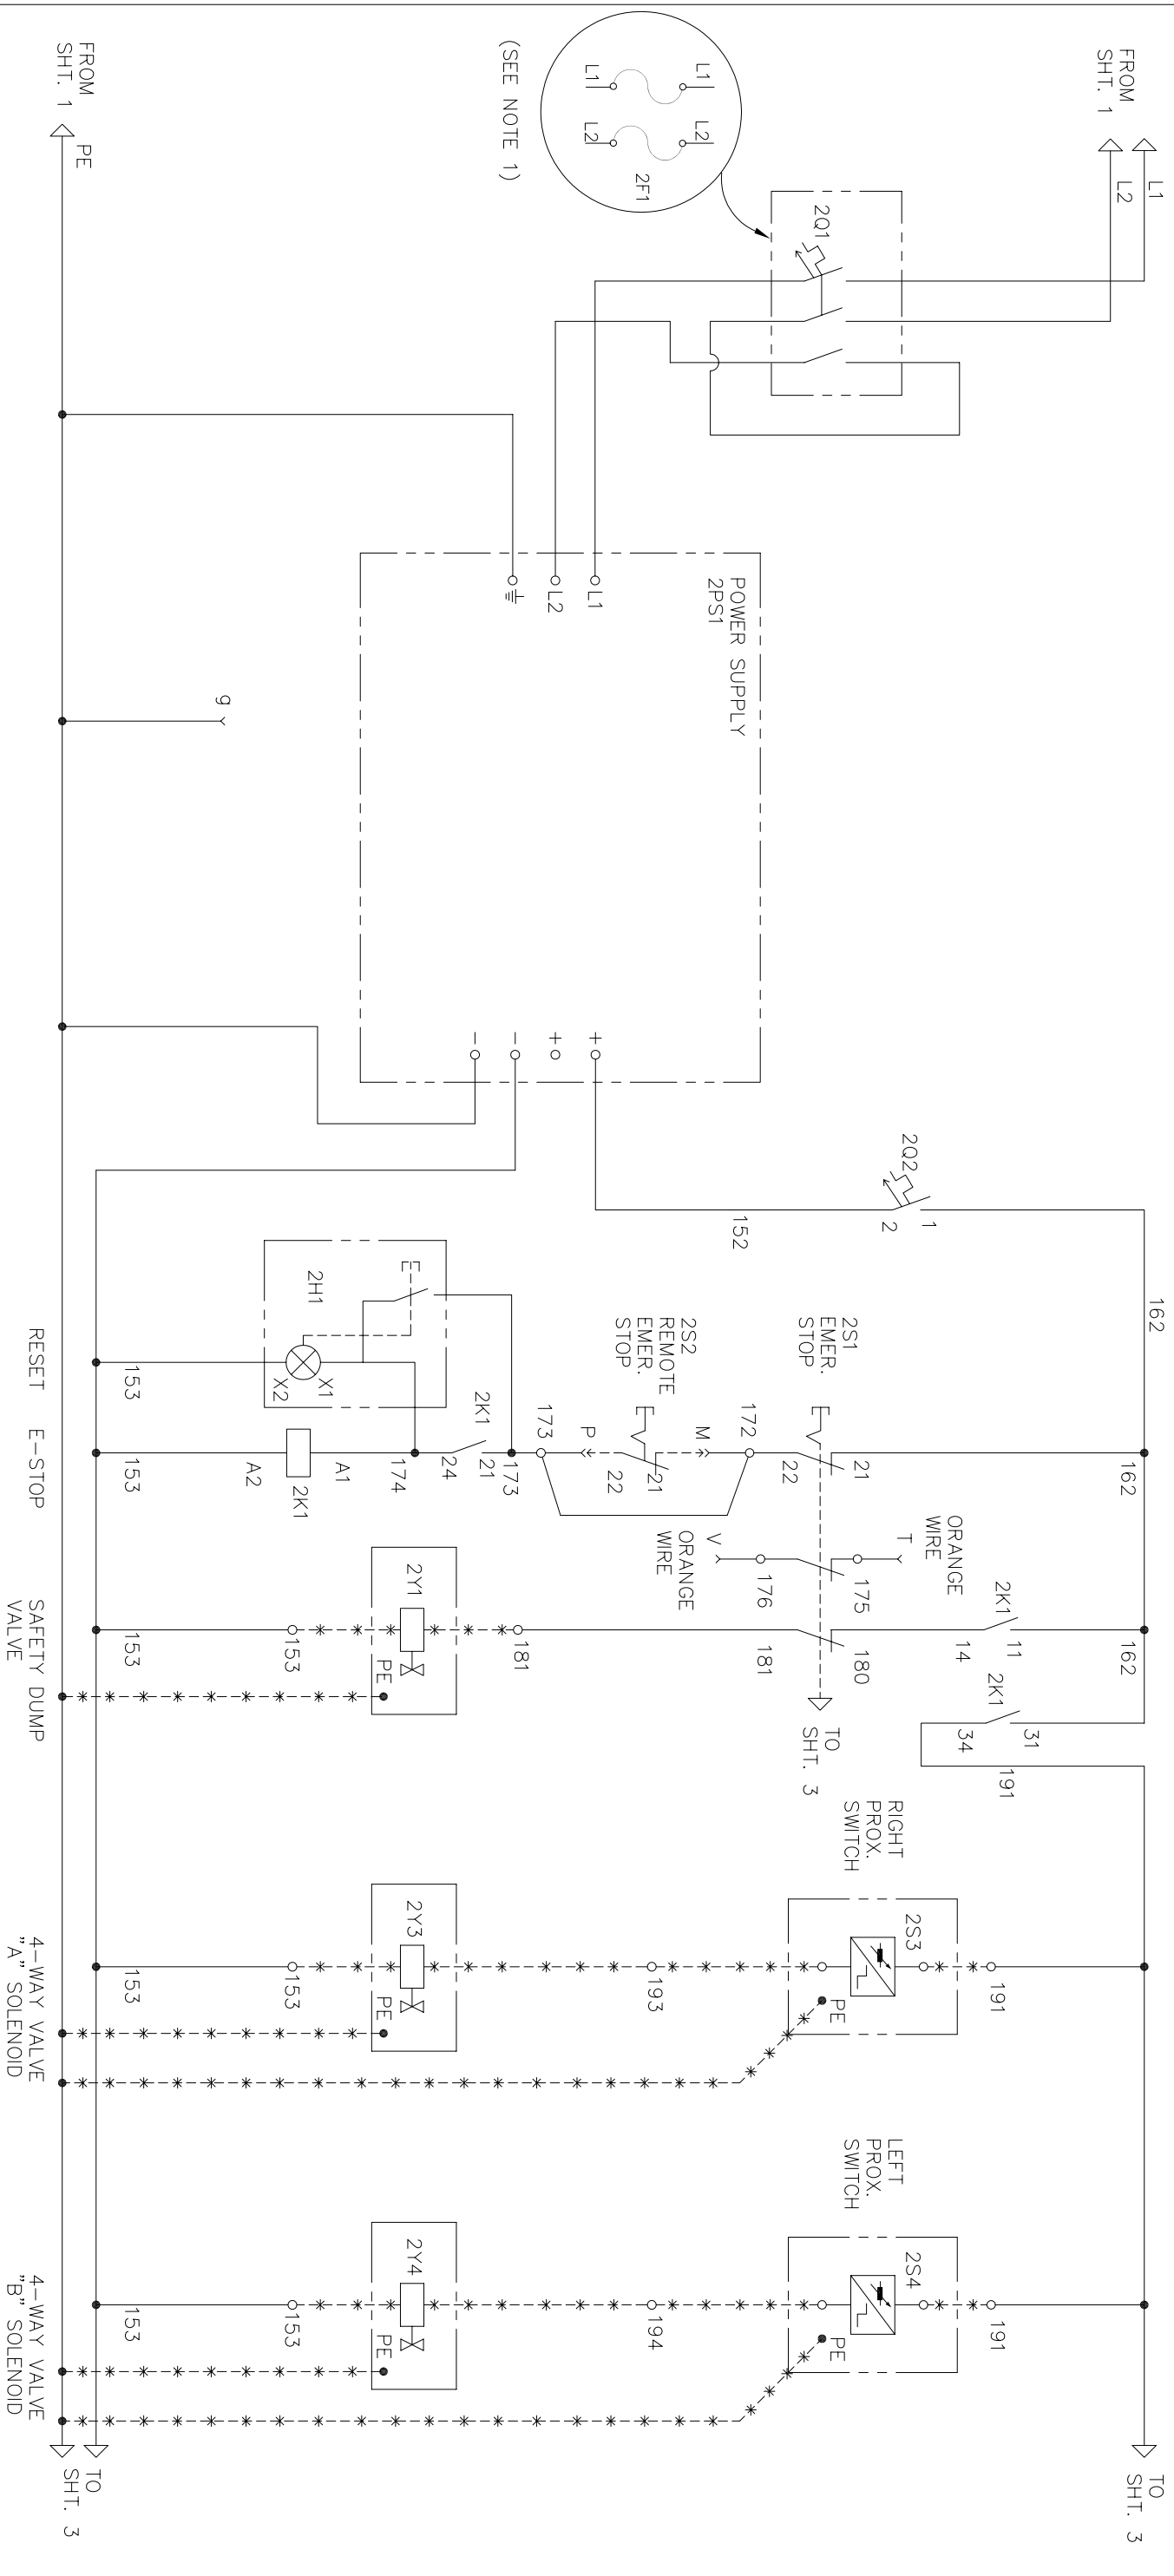 FROM
SHT. 1
L1
L2
FROM
SHT. 1
PE
(SEE NOTE 1)
L1
L1
L2
L2
2F1
2Q1
POWER SUPPLY
2PS1
L1
L2
g
+
+
–
–
2Q2
1
2
152
162
2H1
X1
X2
153
RESET
2S1
EMER.
STOP
21
22
162
172
2S2
REMOTE
EMER.
STOP
M
21
22
P
173
173
2K1
21
24
174
A1
2K1
A2
153
E–STOP
ORANGE
WIRE
T
175
176
V
ORANGE
WIRE
162
2K1
11
14
180
181
181
2Y1
PE
153
153
SAFETY DUMP
VALVE
2K1
31
34
191
TO
SHT. 3
RIGHT
PROX.
SWITCH
2S3
191
PE
193
2Y3
PE
153
153
4–WAY VALVE
"A" SOLENOID
LEFT
PROX.
SWITCH
2S4
191
PE
194
2Y4
PE
153
153
4–WAY VALVE
"B" SOLENOID
TO
SHT. 3
TO
SHT. 3